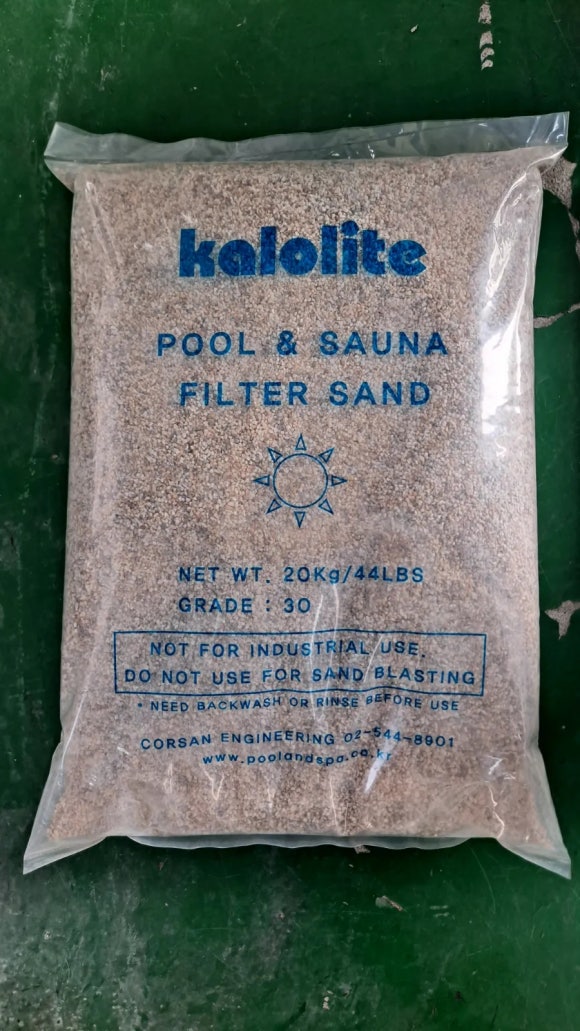 kalolite
POOL & SAUNA
FILTER SAND
NET WT. 20Kg/44LBS
GRADE : 30
NOT FOR INDUSTRIAL USE.
DO NOT USE FOR SAND BLASTING
* NEED BACKWASH OR RINSE BEFORE USE
CORSAN ENGINEERING 02-544-8901
www.poolandspa.co.kr